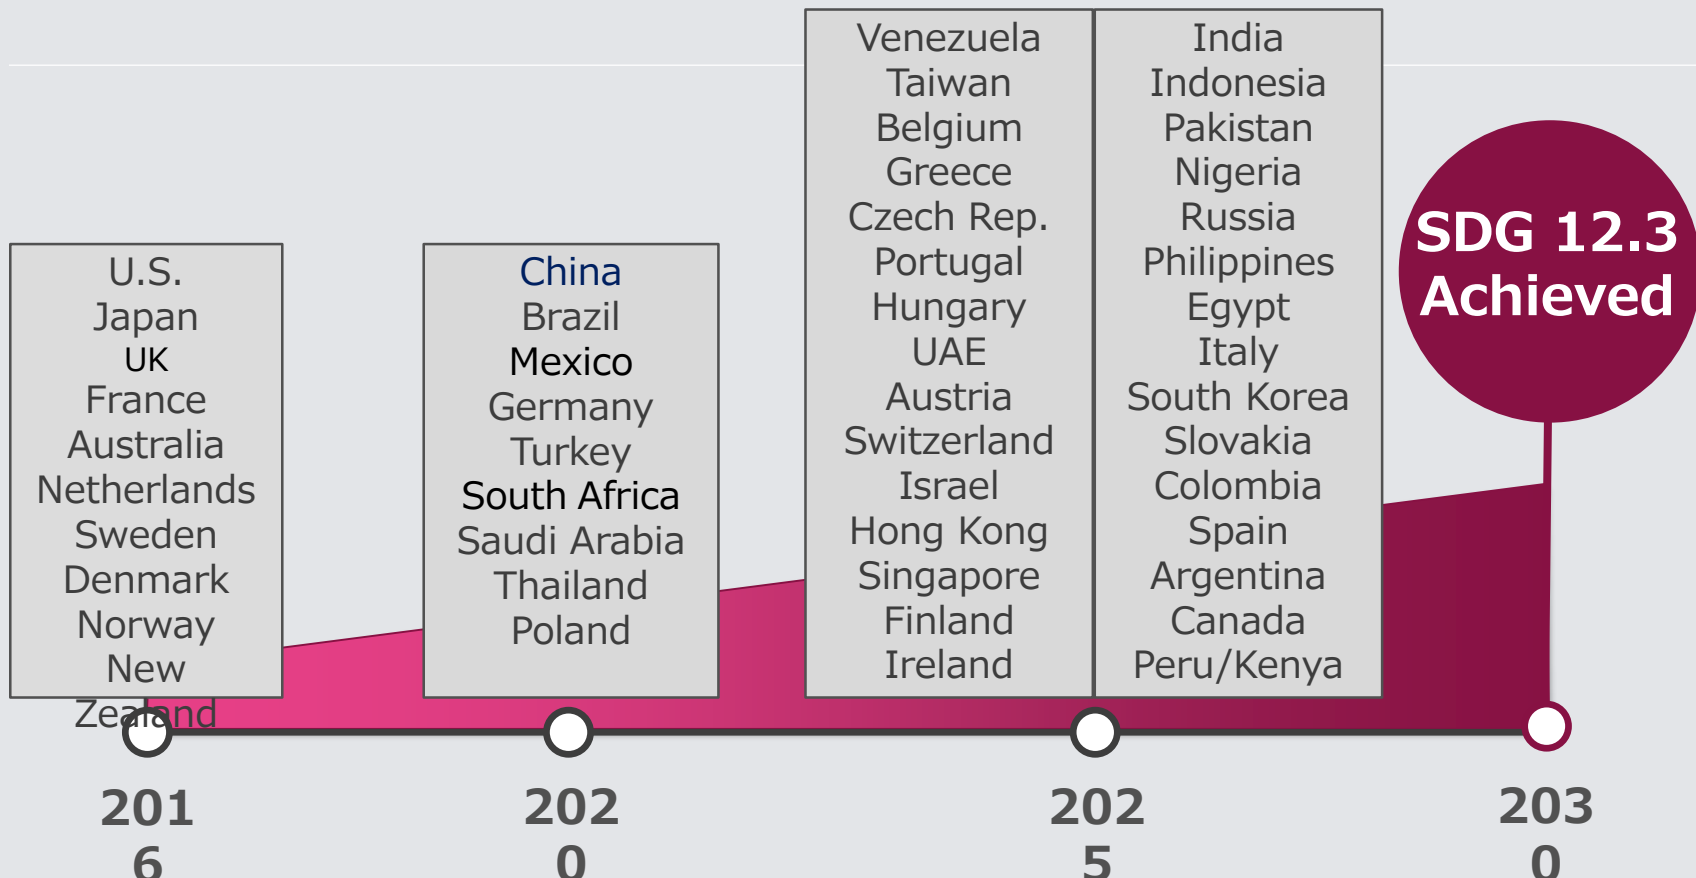 U.S.
Japan
UK
France
Australia
Netherlands
Sweden
Denmark
Norway
New
Zealand
China
Brazil
Mexico
Germany
Turkey
South Africa
Saudi Arabia
Thailand
Poland
Venezuela
Taiwan
Belgium
Greece
Czech Rep.
Portugal
Hungary
UAE
Austria
Switzerland
Israel
Hong Kong
Singapore
Finland
Ireland
India
Indonesia
Pakistan
Nigeria
Russia
Philippines
Egypt
Italy
South Korea
Slovakia
Colombia
Spain
Argentina
Canada
Peru/Kenya
SDG 12.3
Achieved
201
6
202
0
202
5
203
0